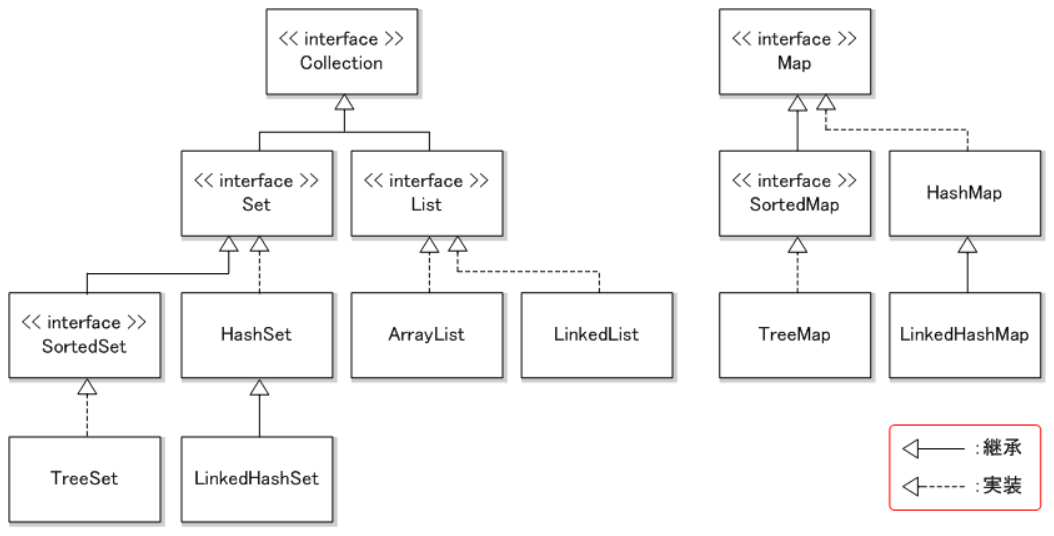 << interface >>
Collection
<< interface >>
Map
<< interface >>
Set
<< interface >>
List
<< interface >>
SortedMap
HashMap
<< interface >>
SortedSet
HashSet
ArrayList
LinkedList
TreeMap
LinkedHashMap
TreeSet
LinkedHashSet
:継承
:実装